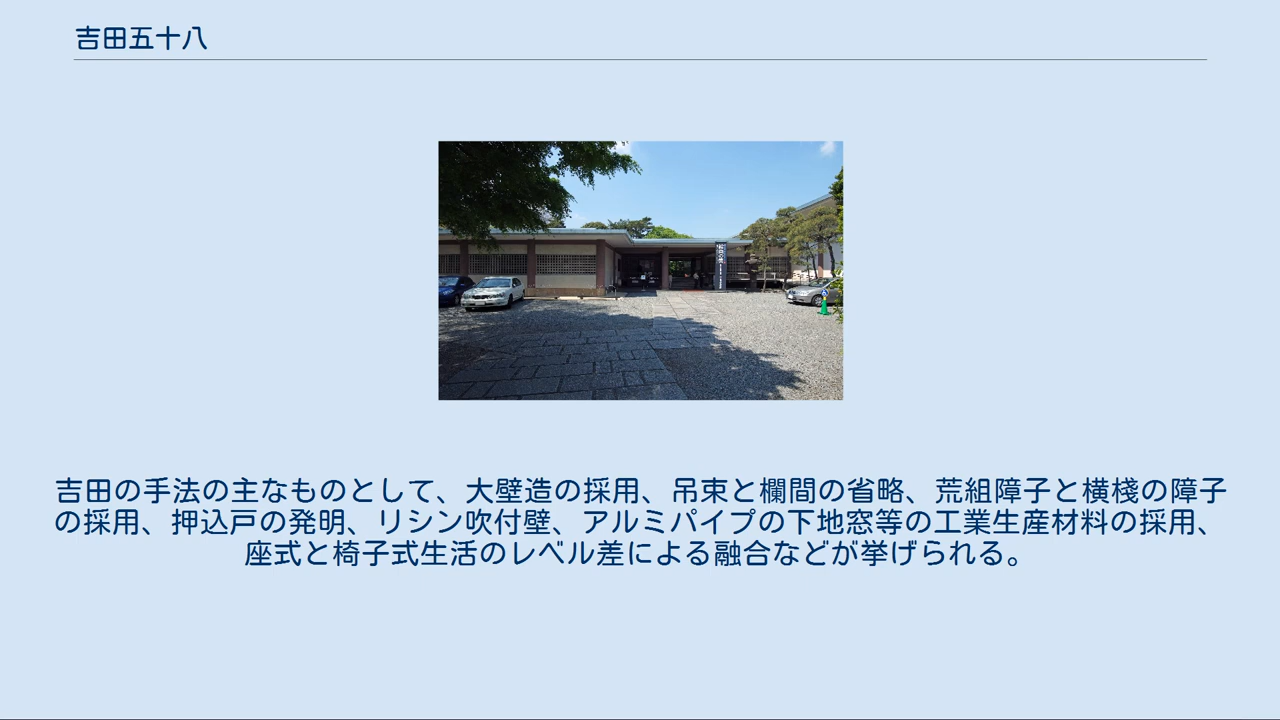 吉田五十八
吉田の手法の主なものとして、大壁造の採用、吊束と欄間の省略、荒組障子と横棧の障子
の採用、押込戸の発明、リシン吹付壁、アルミパイプの下地窓等の工業生産材料の採用、
座式と椅子式生活のレベル差による融合などが挙げられる。